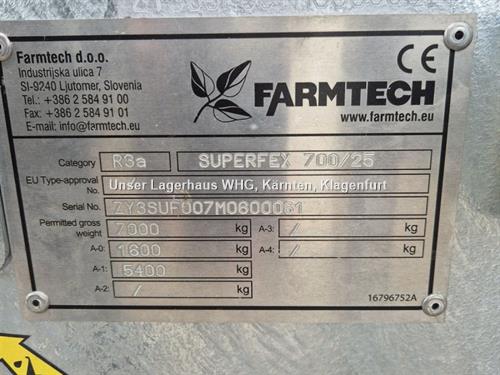 Farmtech d.o.o.
Industrijska ulica 7
SI-9240 Ljutomer, Slovenia
Tel.: +386 2 584 91 00
Fax: +386 2 584 91 01
E-mail: info@farmtech.eu
CE
FARMTECH
www.farmtech.eu
Category R3a SUPERFEX 700/25
EU Type-approval No.
Unser Lagerhaus WHG, Kärnten, Klagenfurt
Serial No. ZY3SUF007M0600061
Permitted gross weight 7000 kg A-3: / kg
A-0: 1600 kg A-4: / kg
A-1: 5400 kg
A-2: / kg
16796752A